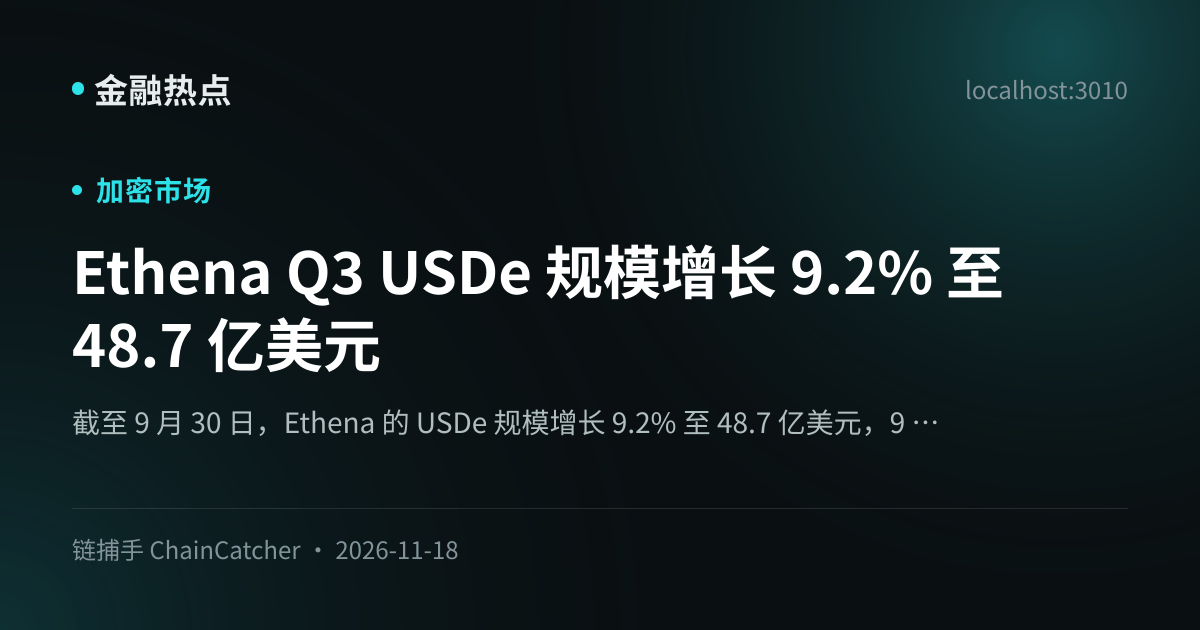 金融热点
localhost:3010
加密市场
Ethena Q3 USDe 规模增长 9.2% 至
48.7 亿美元
截至 9 月 30 日，Ethena 的 USDe 规模增长 9.2% 至 48.7 亿美元，9 …
链捕手 ChainCatcher · 2026-11-18